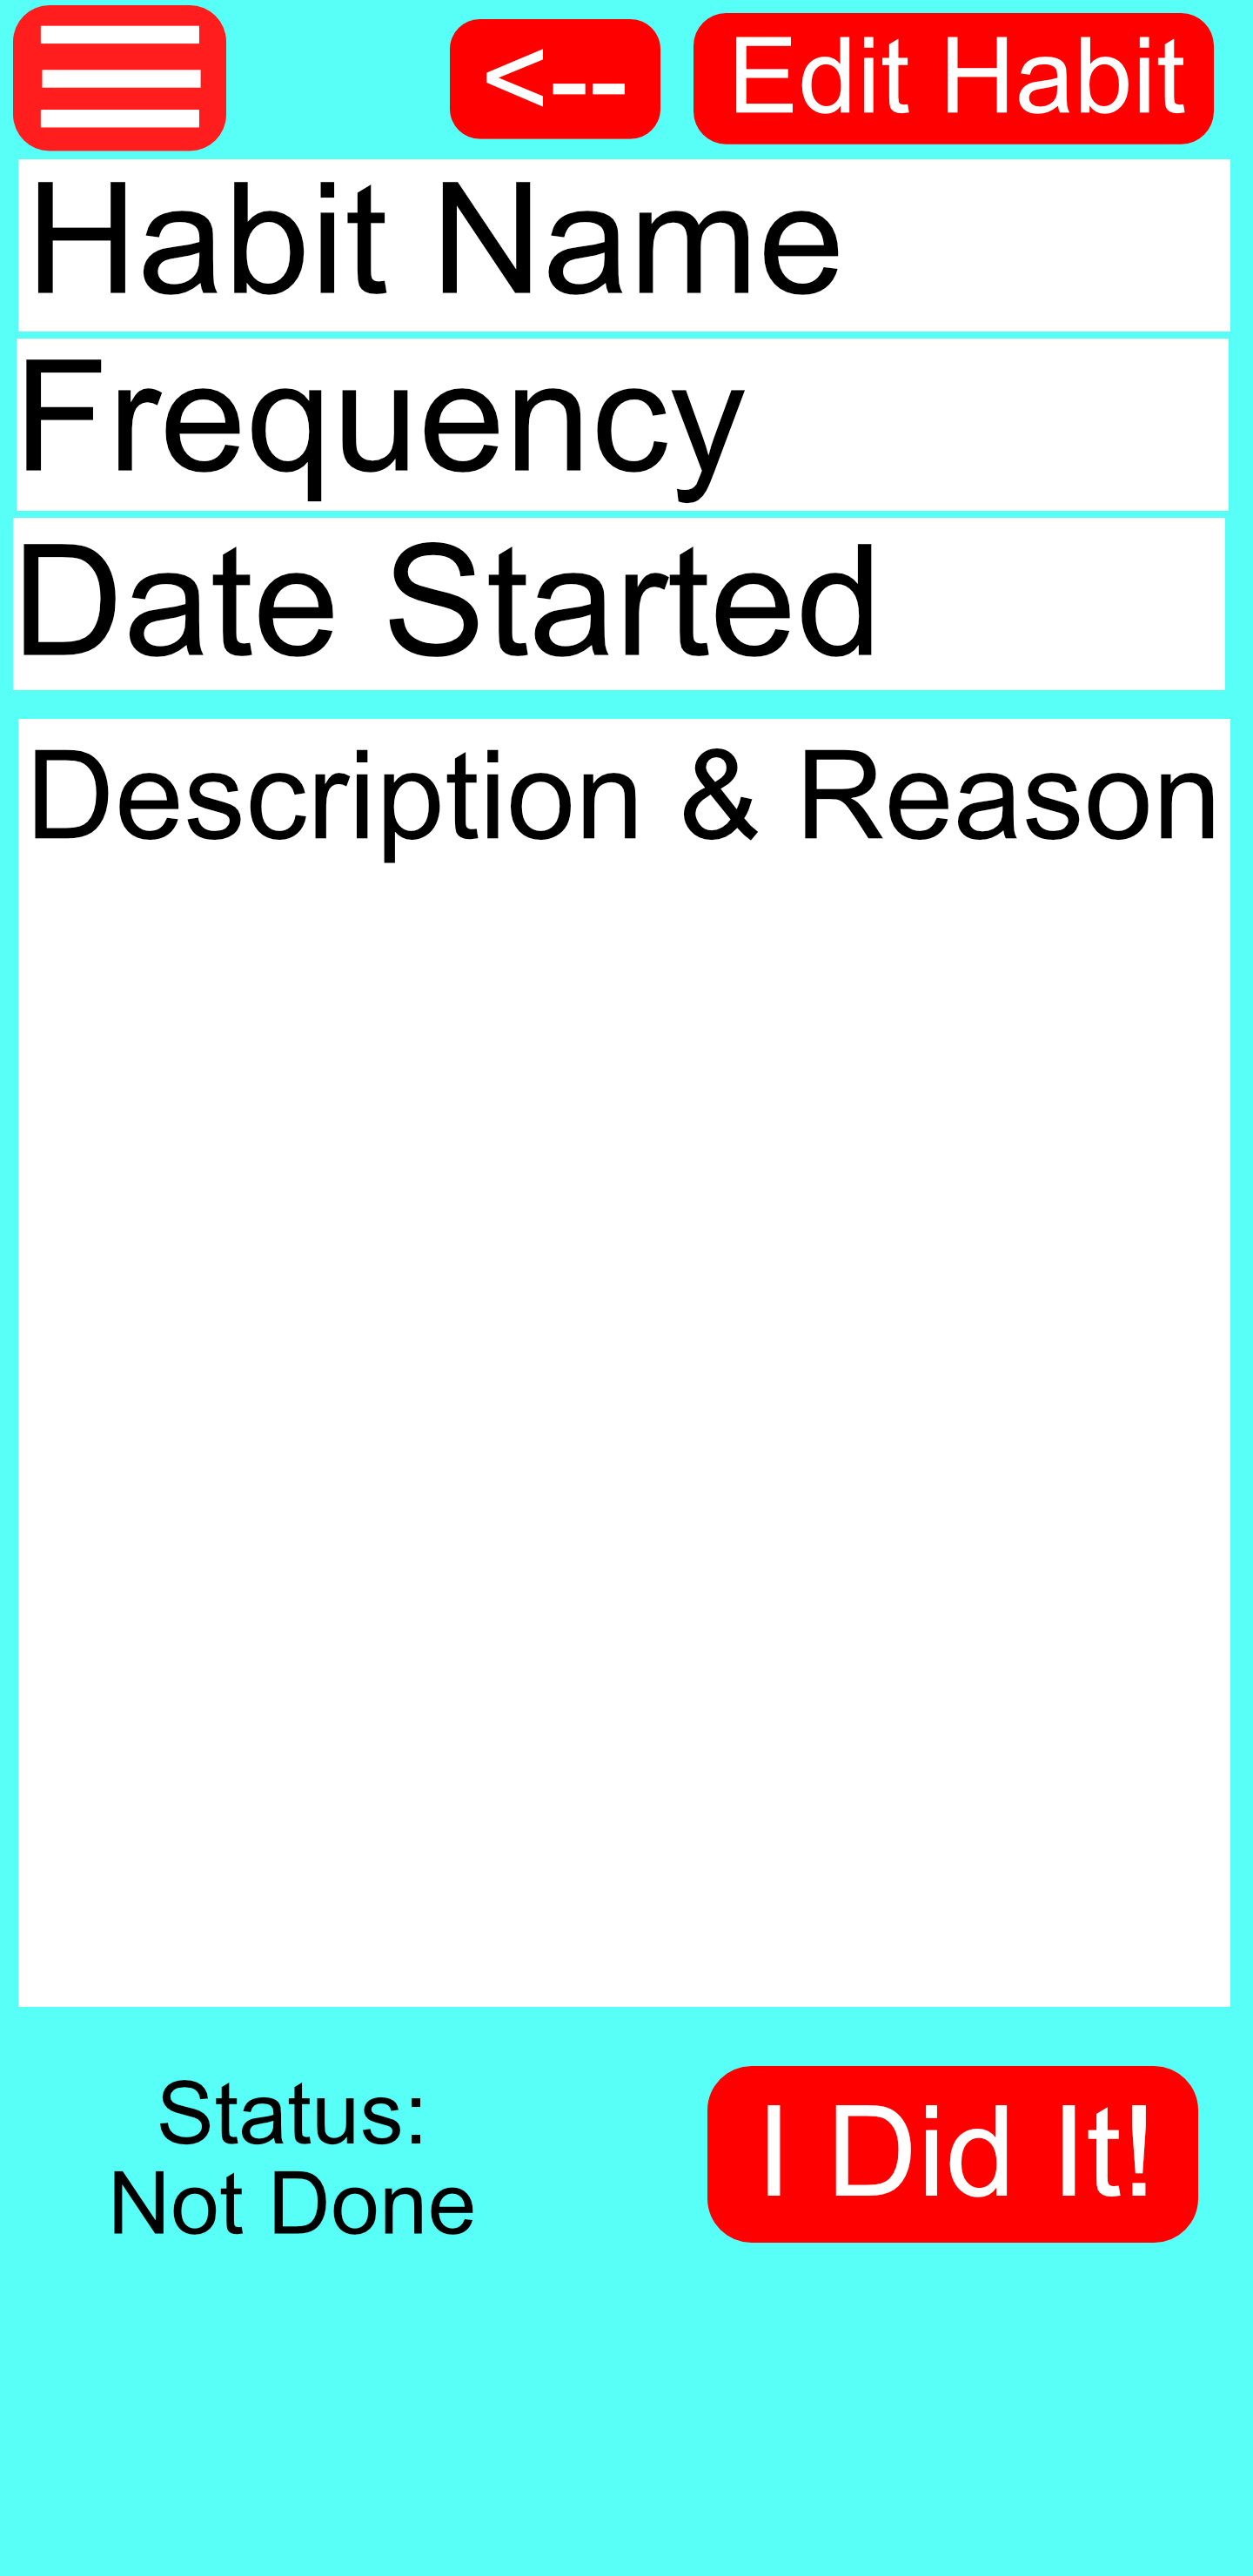 <-- Edit Habit
Habit Name
Frequency
Date Started
Description & Reason
Status:
Not Done
I Did It!